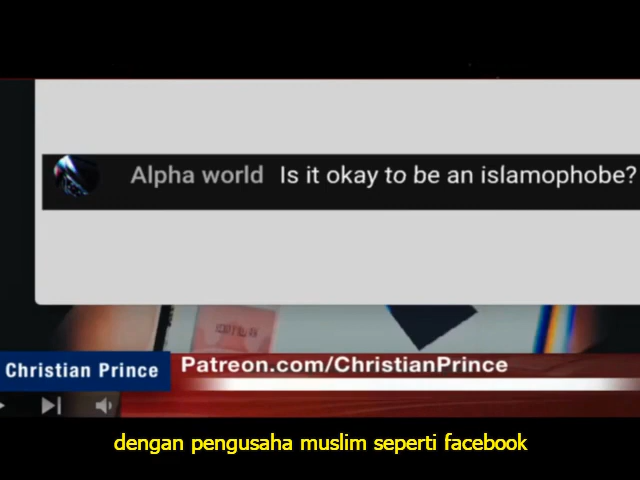 Alpha world Is it okay to be an islamophobe?
Christian Prince
Patreon.com/ChristianPrince
dengan pengusaha muslim seperti facebook